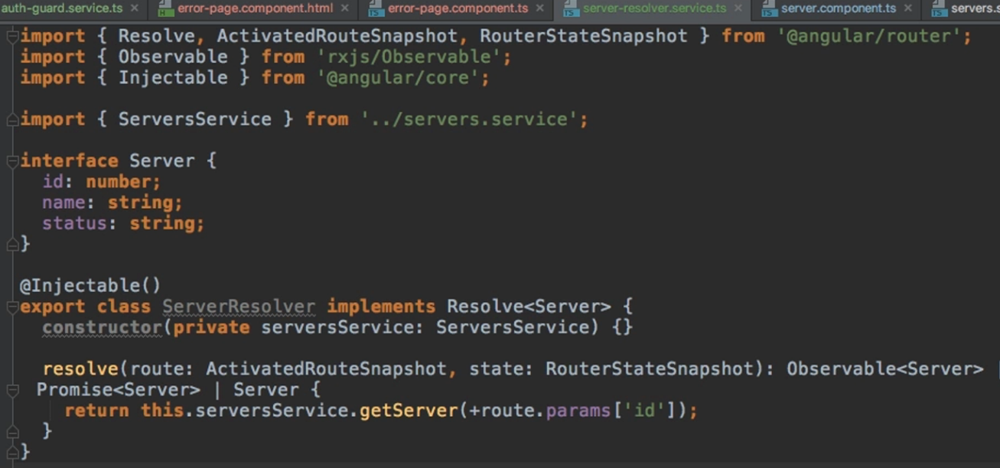 auth-guard.service.ts × error-page.component.html × error-page.component.ts × server-resolver.service.ts × server.component.ts × servers.s
import { Resolve, ActivatedRouteSnapshot, RouterStateSnapshot } from '@angular/router';
import { Observable } from 'rxjs/Observable';
import { Injectable } from '@angular/core';
import { ServersService } from '../servers.service';
interface Server {
id: number;
name: string;
status: string;
}
@Injectable()
export class ServerResolver implements Resolve<Server> {
constructor(private serversService: ServersService) {}
resolve(route: ActivatedRouteSnapshot, state: RouterStateSnapshot): Observable<Server> |
Promise<Server> | Server {
return this.serversService.getServer(+route.params['id']);
}
}